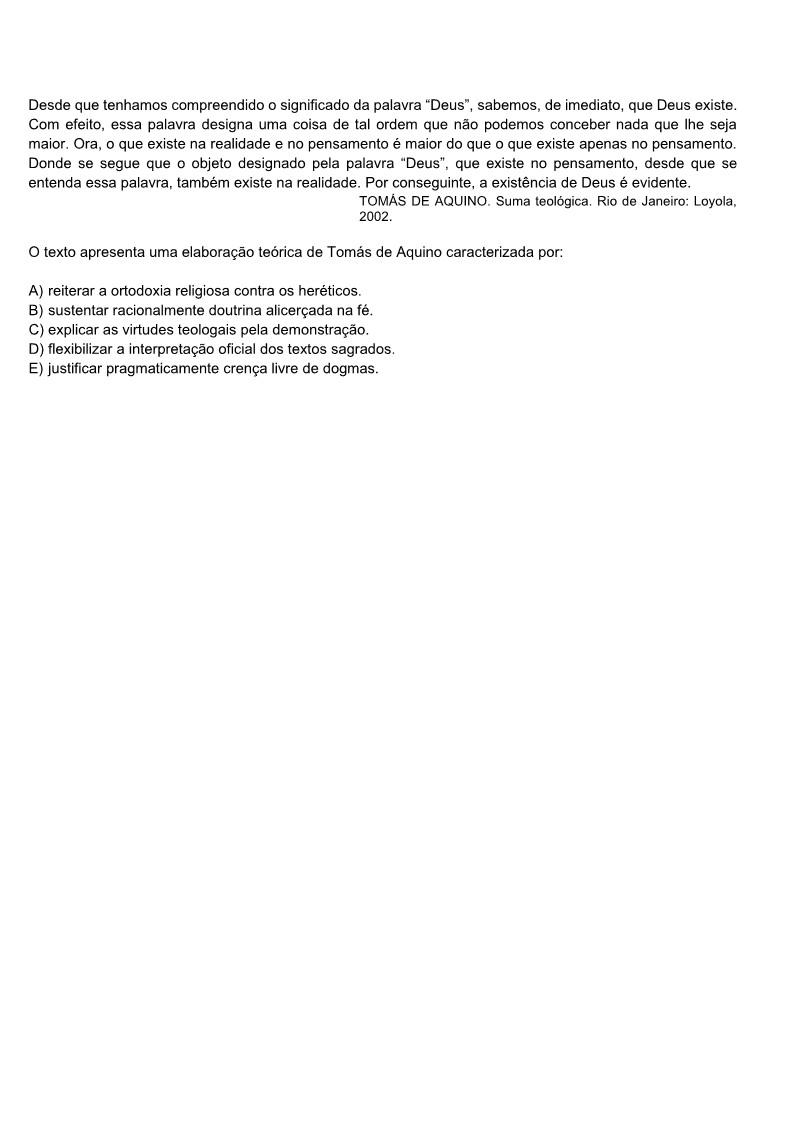 Desde que tenhamos compreendido o significado da palavra “Deus”, sabemos, de imediato, que Deus existe.
Com efeito, essa palavra designa uma coisa de tal ordem que não podemos conceber nada que lhe seja
maior. Ora, o que existe na realidade e no pensamento é maior do que o que existe apenas no pensamento.
Donde se segue que o objeto designado pela palavra “Deus”, que existe no pensamento, desde que se
entenda essa palavra, também existe na realidade. Por conseguinte, a existência de Deus é evidente.
TOMÁS DE AQUINO. Suma teológica. Rio de Janeiro: Loyola,
2002.
O texto apresenta uma elaboração teórica de Tomás de Aquino caracterizada por:
A) reiterar a ortodoxia religiosa contra os heréticos.
B) sustentar racionalmente doutrina alicerçada na fé.
C) explicar as virtudes teologais pela demonstração.
D) flexibilizar a interpretação oficial dos textos sagrados.
E) justificar pragmaticamente crença livre de dogmas.